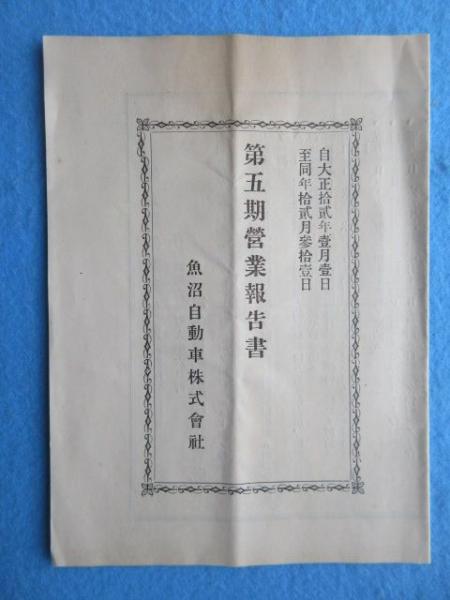 自大正拾貳年壹月壹日
至同年拾貳月參拾壹日
第五期營業報告書
魚沼自動車株式會社